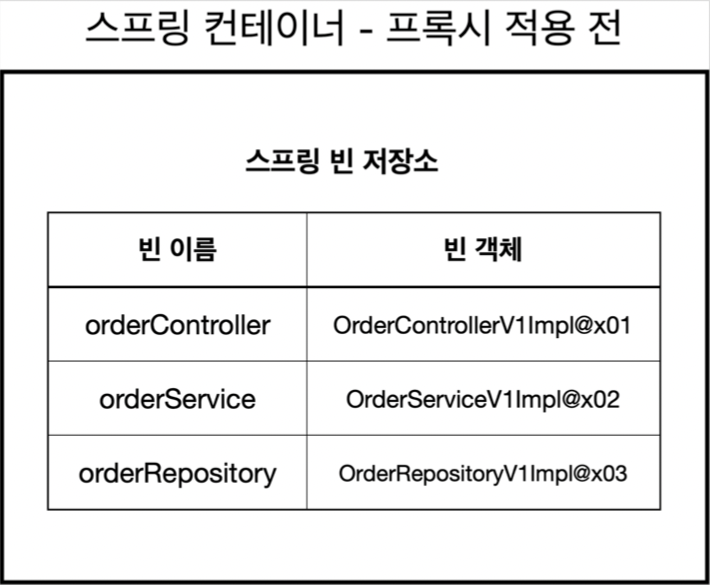 스프링 컨테이너 - 프록시 적용 전
스프링 빈 저장소
빈 이름 빈 객체
orderController OrderControllerV1Impl@x01
orderService OrderServiceV1Impl@x02
orderRepository OrderRepositoryV1Impl@x03